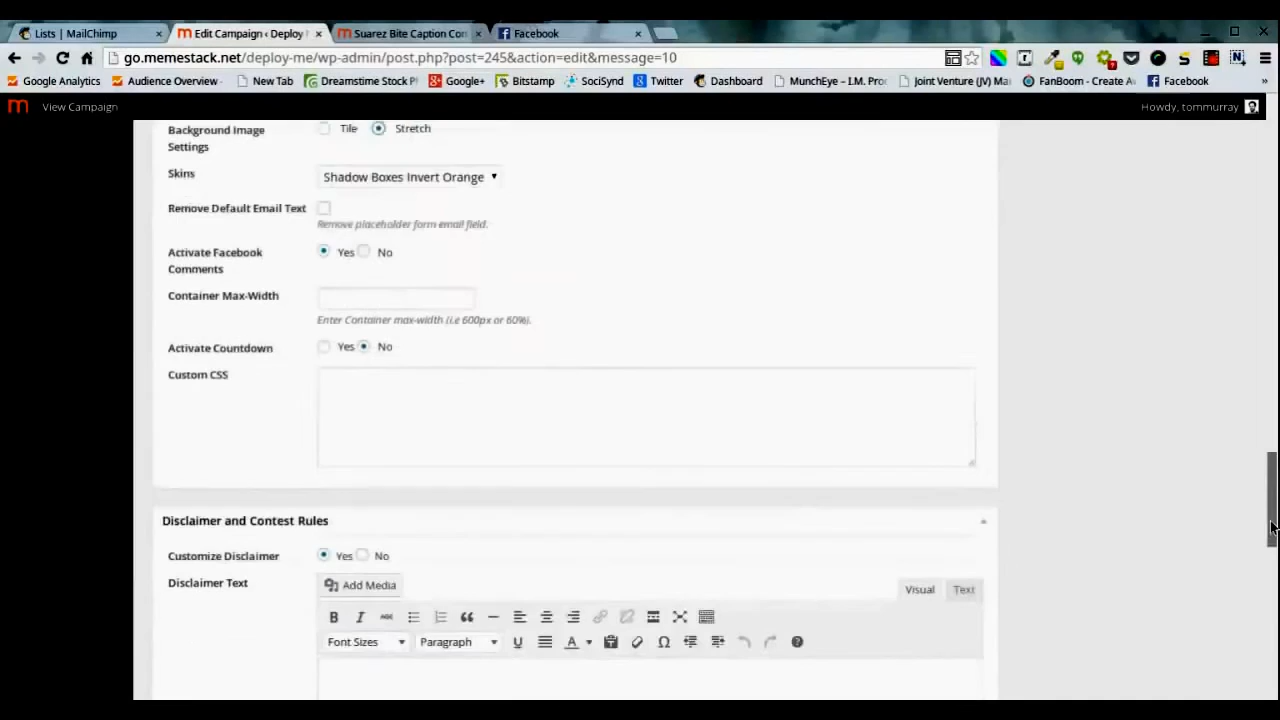 Lists | MailChimp × Edit Campaign ‹ Deploy × Suarez Bite Caption Con × Facebook ×
go.memestack.net/deploy-me/wp-admin/post.php?post=245&action=edit&message=10
Google Analytics Audience Overview - New Tab Dreamstime Stock P Google+ Bitstamp SociSynd Twitter Dashboard MunchEye – I.M. Pro Joint Venture (JV) Ma FanBoom - Create A Facebook »
View Campaign Howdy, tommurray
Background Image Settings Tile Stretch
Skins Shadow Boxes Invert Orange
Remove Default Email Text
Remove placeholder form email field.
Activate Facebook Comments Yes No
Container Max-Width
Enter Container max-width (i.e 600px or 60%).
Activate Countdown Yes No
Custom CSS
Disclaimer and Contest Rules
Customize Disclaimer Yes No
Disclaimer Text Add Media Visual Text
B I ABC
Font Sizes Paragraph U A Ω